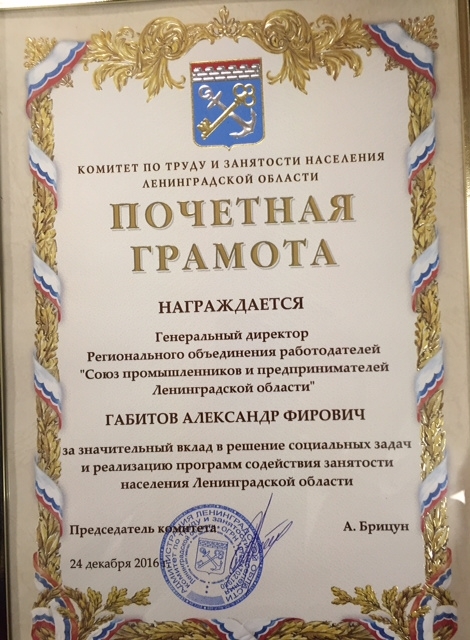 КОМИТЕТ ПО ТРУДУ И ЗАНЯТОСТИ НАСЕЛЕНИЯ
ЛЕНИНГРАДСКОЙ ОБЛАСТИ
ПОЧЕТНАЯ
ГРАМОТА
НАГРАЖДАЕТСЯ
Генеральный директор
Регионального объединения работодателей
"Союз промышленников и предпринимателей
Ленинградской области"
ГАБИТОВ АЛЕКСАНДР ФИРОВИЧ
за значительный вклад в решение социальных задач
и реализацию программ содействия занятости
населения Ленинградской области
Председатель комитета
А. Брицун
24 декабря 2016 г.